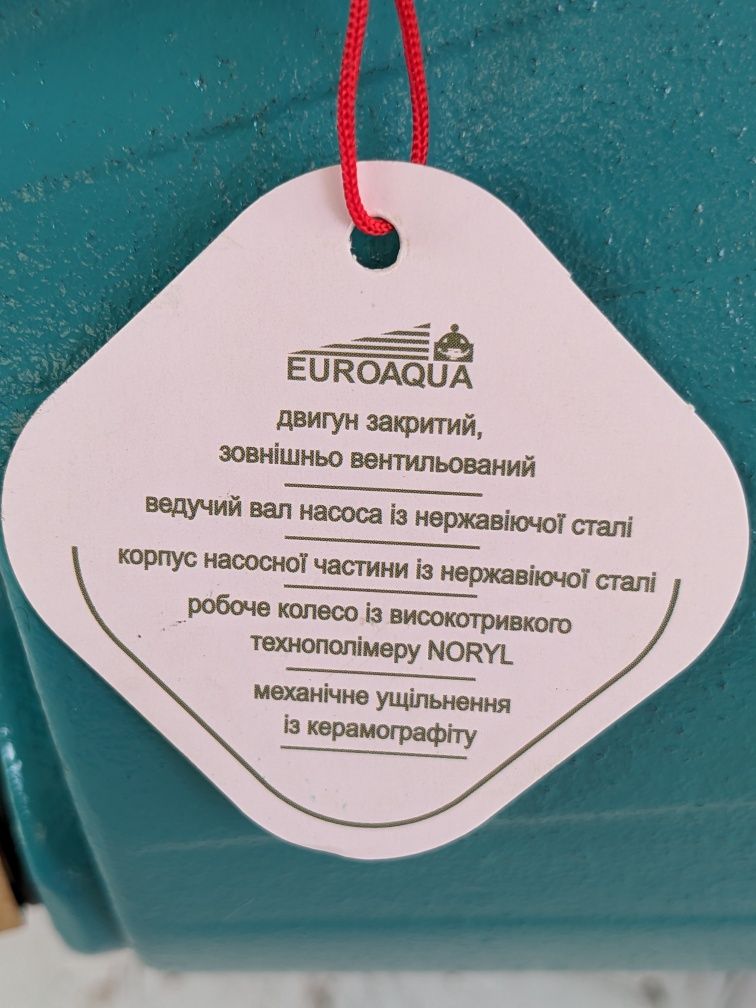 EUROAQUA
двигун закритий,
зовнішньо вентильований
ведучий вал насоса із нержавіючої сталі
корпус насосної частини із нержавіючої сталі
робоче колесо із високотривкого
технополімеру NORYL
механічне ущільнення
із керамографіту